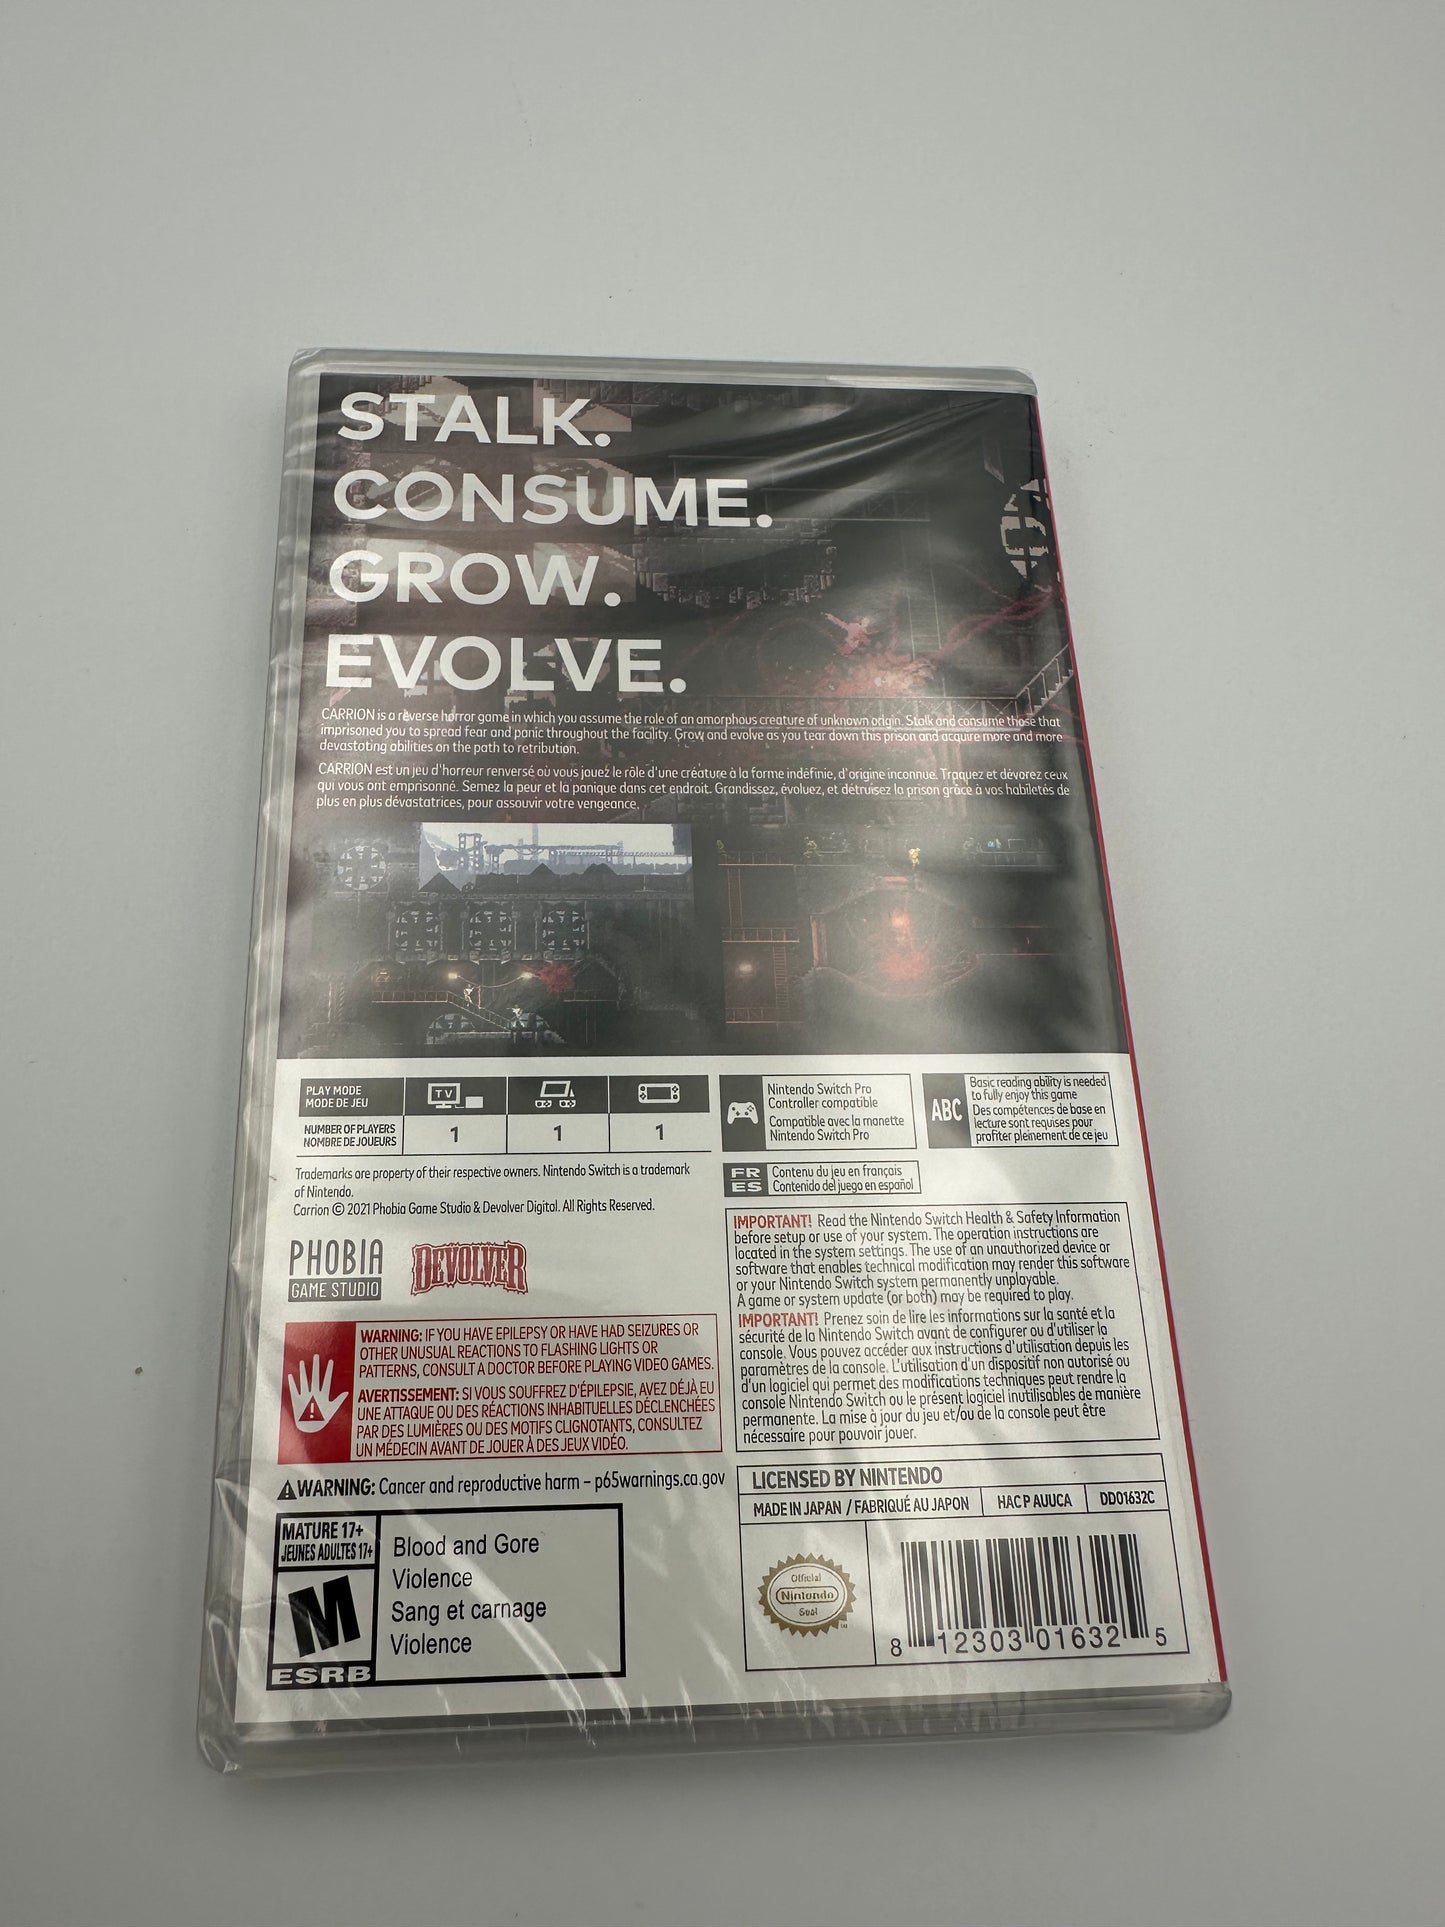 STALK.
CONSUME.
GROW.
EVOLVE.
CARRION is a reverse horror game in which you assume the role of an amorphous creature of unknown origin. Stalk and consume those that
imprisoned you to spread fear and panic throughout the facility. Grow and evolve as you tear down this prison and acquire more and more
devastating abilities on the path to retribution.
CARRION est un jeu d'horreur renversé où vous jouez le rôle d'une créature à la forme indéfinie, d'origine inconnue. Traquez et dévorez ceux
qui vous ont emprisonné. Semez la peur et la panique dans cet endroit. Grandissez, évoluez, et détruisez la prison grâce à vos habiletés de
plus en plus dévastatrices, pour assouvir votre vengeance.
PLAY MODE
MODE DE JEU
TV
NUMBER OF PLAYERS
NOMBRE DE JOUEURS
1
1
1
Nintendo Switch Pro
Controller compatible
Compatible avec la manette
Nintendo Switch Pro
ABC
Basic reading ability is needed
to fully enjoy this game
Des compétences de base en
lecture sont requises pour
profiter pleinement de ce jeu
FR
ES
Contenu du jeu en français
Contenido del juego en español
Trademarks are property of their respective owners. Nintendo Switch is a trademark
of Nintendo.
Carrion © 2021 Phobia Game Studio & Devolver Digital. All Rights Reserved.
PHOBIA
GAME STUDIO
DEVOLVER
IMPORTANT! Read the Nintendo Switch Health & Safety Information
before setup or use of your system. The operation instructions are
located in the system settings. The use of an unauthorized device or
software that enables technical modification may render this software
or your Nintendo Switch system permanently unplayable.
A game or system update (or both) may be required to play.
IMPORTANT! Prenez soin de lire les informations sur la santé et la
sécurité de la Nintendo Switch avant de configurer ou d'utiliser la
console. Vous pouvez accéder aux instructions d'utilisation depuis les
paramètres de la console. L'utilisation d'un dispositif non autorisé ou
d'un logiciel qui permet des modifications techniques peut rendre la
console Nintendo Switch ou le présent logiciel inutilisables de manière
permanente. La mise à jour du jeu et/ou de la console peut être
nécessaire pour pouvoir jouer.
WARNING: IF YOU HAVE EPILEPSY OR HAVE HAD SEIZURES OR
OTHER UNUSUAL REACTIONS TO FLASHING LIGHTS OR
PATTERNS, CONSULT A DOCTOR BEFORE PLAYING VIDEO GAMES.
AVERTISSEMENT: SI VOUS SOUFFREZ D'ÉPILEPSIE, AVEZ DÉJÀ EU
UNE ATTAQUE OU DES RÉACTIONS INHABITUELLES DÉCLENCHÉES
PAR DES LUMIÈRES OU DES MOTIFS CLIGNOTANTS, CONSULTEZ
UN MÉDECIN AVANT DE JOUER À DES JEUX VIDÉO.
WARNING: Cancer and reproductive harm – p65warnings.ca.gov
MATURE 17+
JEUNES ADULTES 17+
M
ESRB
Blood and Gore
Violence
Sang et carnage
Violence
LICENSED BY NINTENDO
MADE IN JAPAN / FABRIQUÉ AU JAPON
HAC P AUUCA
DD01632C
Official
Nintendo
Seal
TM
8 12303 01632 5